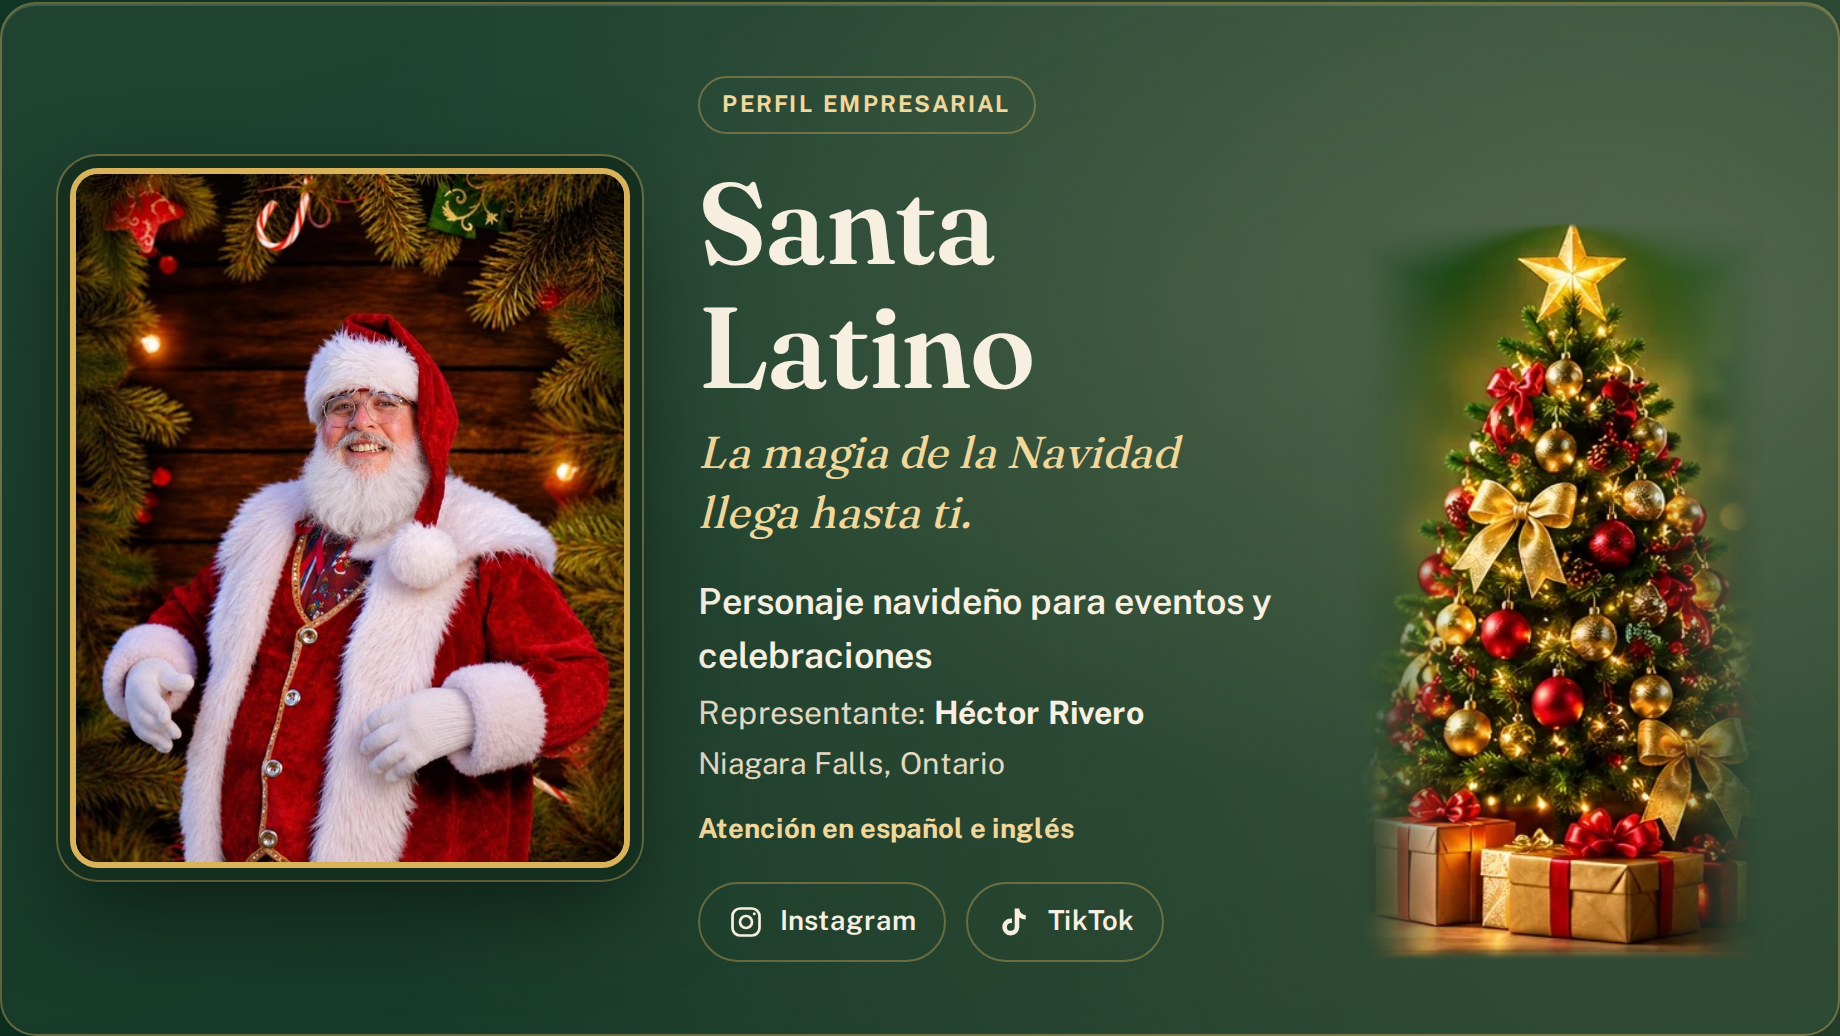 PERFIL EMPRESARIAL
Santa
Latino
La magia de la Navidad
llega hasta ti.
Personaje navideño para eventos y
celebraciones
Representante: Héctor Rivero
Niagara Falls, Ontario
Atención en español e inglés
Instagram
TikTok